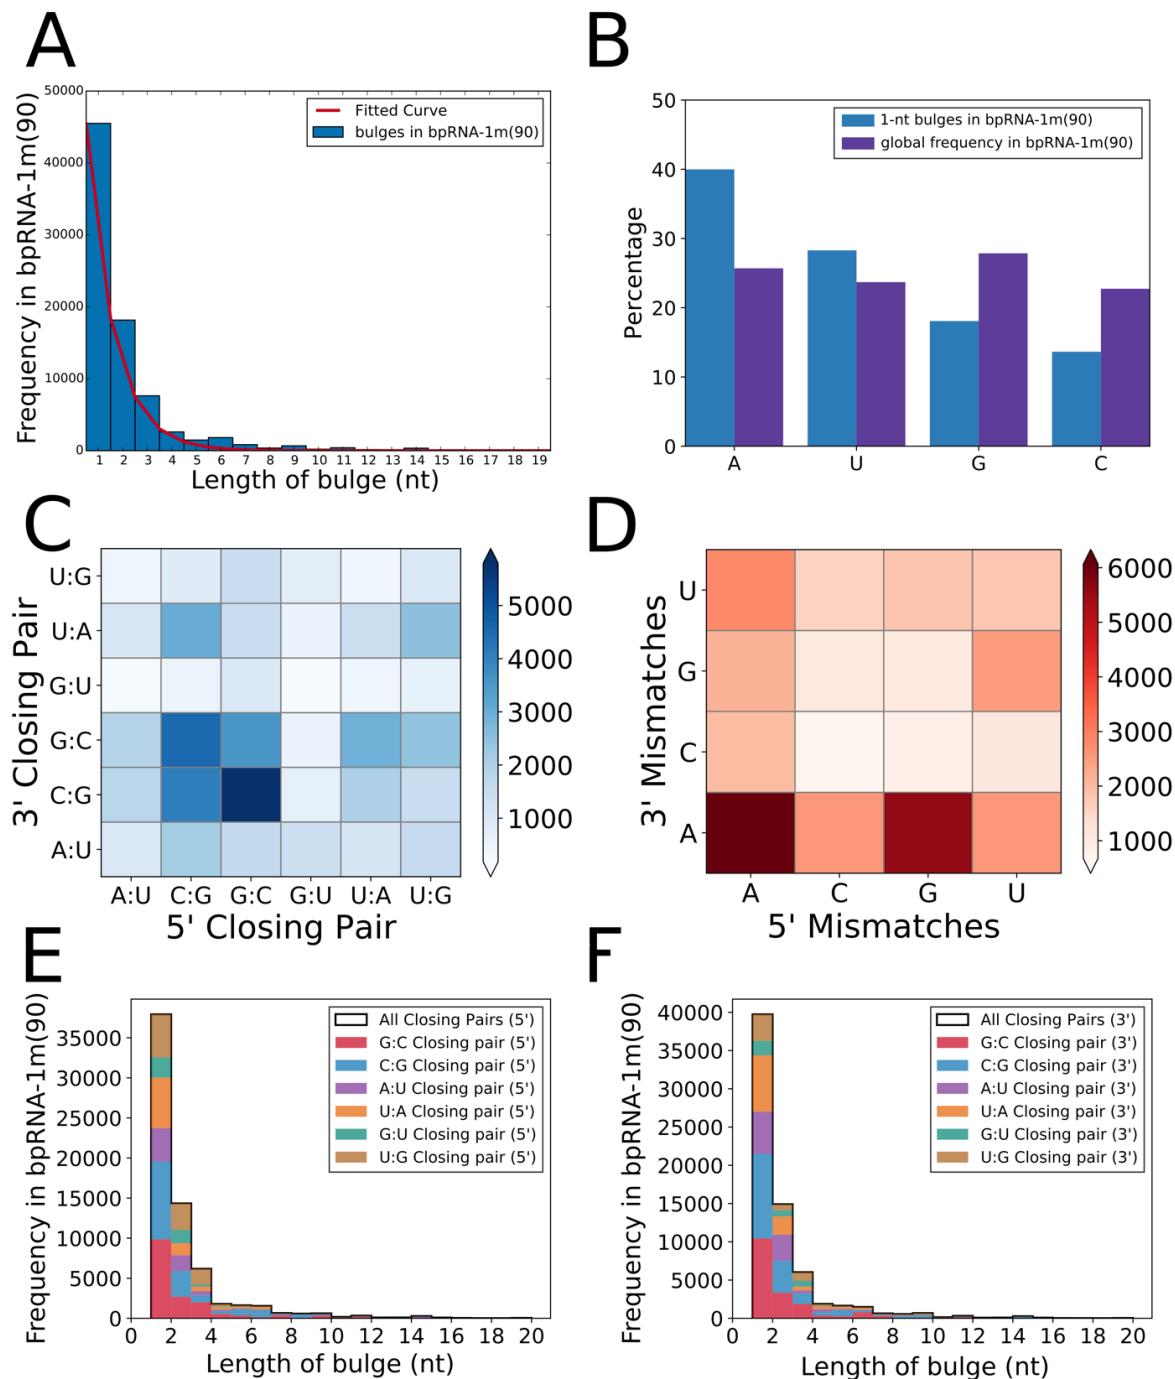 A
Frequency in bpRNA-1m(90)
50000
40000
30000
20000
10000
0
Fitted Curve
bulges in bpRNA-1m(90)
1 2 3 4 5 6 7 8 9 10 11 12 13 14 15 16 17 18 19
Length of bulge (nt)
B
Percentage
50
40
30
20
10
0
1-nt bulges in bpRNA-1m(90)
global frequency in bpRNA-1m(90)
A U G C
C
3' Closing Pair
U:G
U:A
G:U
G:C
C:G
A:U
A:U C:G G:C G:U U:A U:G
5' Closing Pair
5000
4000
3000
2000
1000
D
3' Mismatches
U
G
C
A
A C G U
5' Mismatches
6000
5000
4000
3000
2000
1000
E
Frequency in bpRNA-1m(90)
35000
30000
25000
20000
15000
10000
5000
0
All Closing Pairs (5')
G:C Closing pair (5')
C:G Closing pair (5')
A:U Closing pair (5')
U:A Closing pair (5')
G:U Closing pair (5')
U:G Closing pair (5')
0 2 4 6 8 10 12 14 16 18 20
Length of bulge (nt)
F
Frequency in bpRNA-1m(90)
40000
35000
30000
25000
20000
15000
10000
5000
0
All Closing Pairs (3')
G:C Closing pair (3')
C:G Closing pair (3')
A:U Closing pair (3')
U:A Closing pair (3')
G:U Closing pair (3')
U:G Closing pair (3')
0 2 4 6 8 10 12 14 16 18 20
Length of bulge (nt)